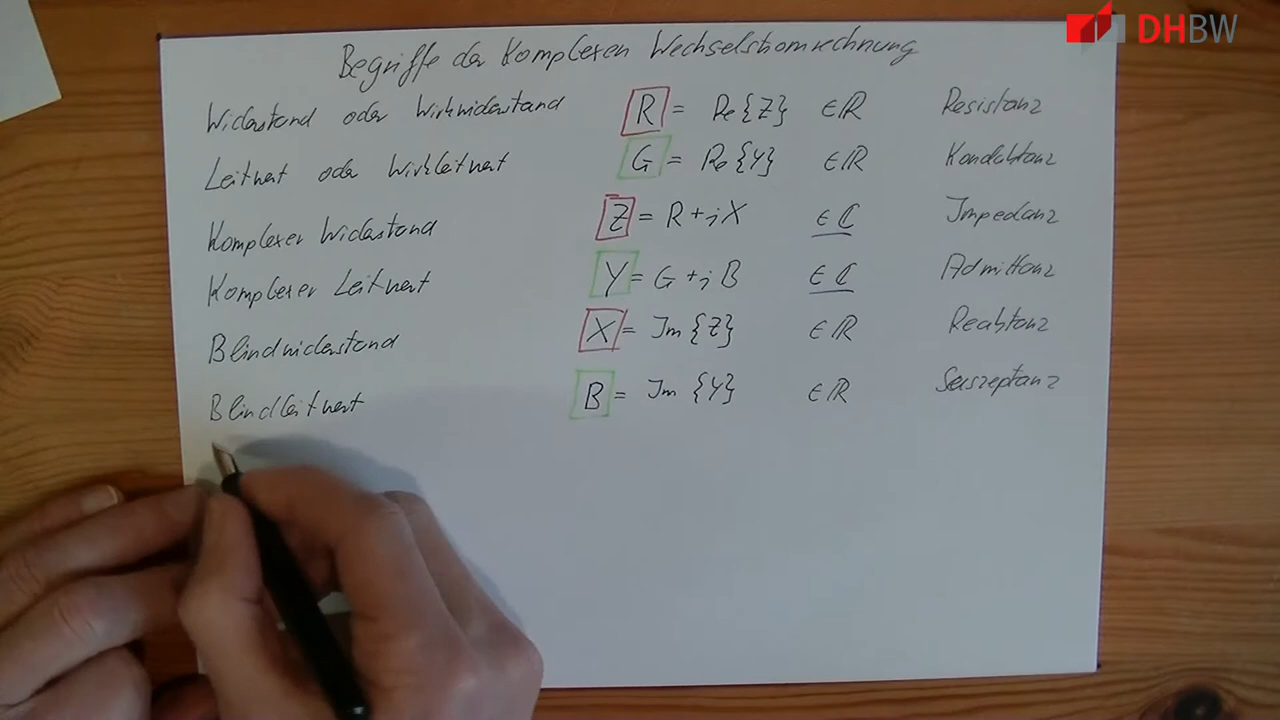 DHBW
Begriffe der Komplexen Wechselstromrechnung
Widerstand oder Wirkwiderstand R = Re{Z} ∈ ℝ Resistanz
Leitwert oder Wirkleitwert G = Re{Y} ∈ ℝ Konduktanz
Komplexer Widerstand Z = R + jX ∈ ℂ Impedanz
Komplexer Leitwert Y = G + jB ∈ ℂ Admittanz
Blindwiderstand X = Im{Z} ∈ ℝ Reaktanz
Blindleitwert B = Im{Y} ∈ ℝ Suszeptanz